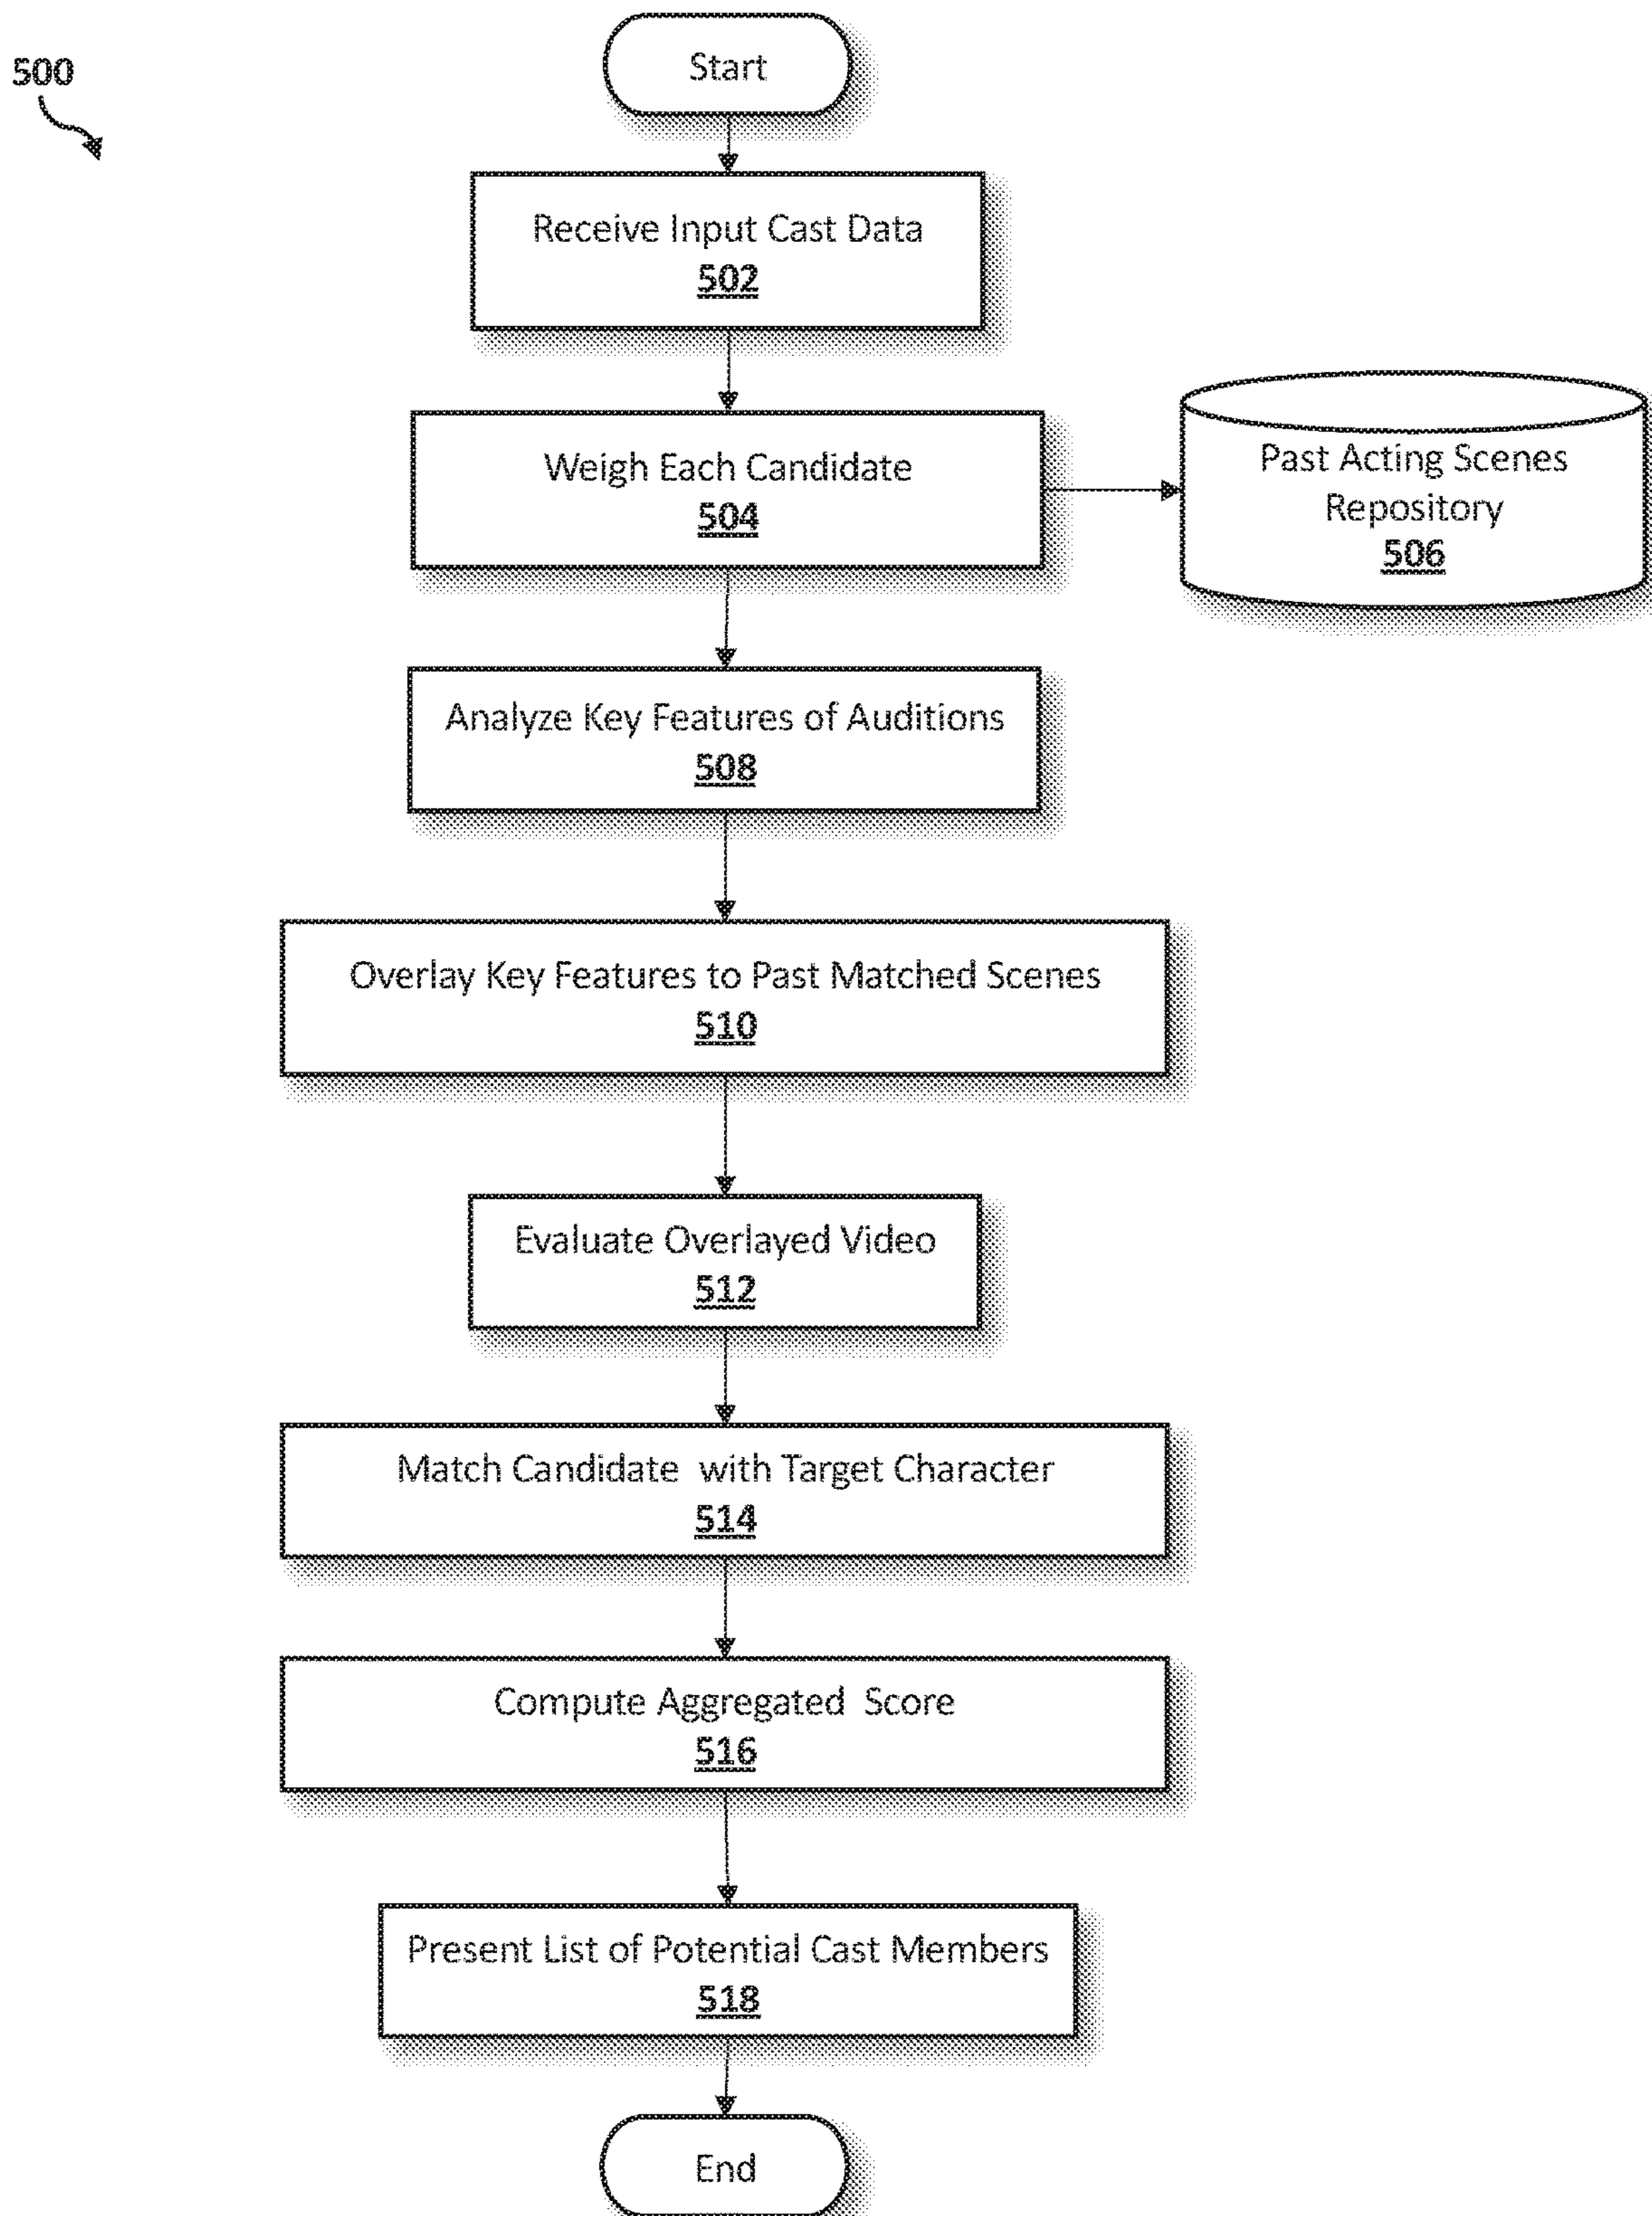 500
Start
Receive Input Cast Data
502
Weigh Each Candidate
504
Past Acting Scenes
Repository
506
Analyze Key Features of Auditions
508
Overlay Key Features to Past Matched Scenes
510
Evaluate Overlayed Video
512
Match Candidate with Target Character
514
Compute Aggregated Score
516
Present List of Potential Cast Members
518
End